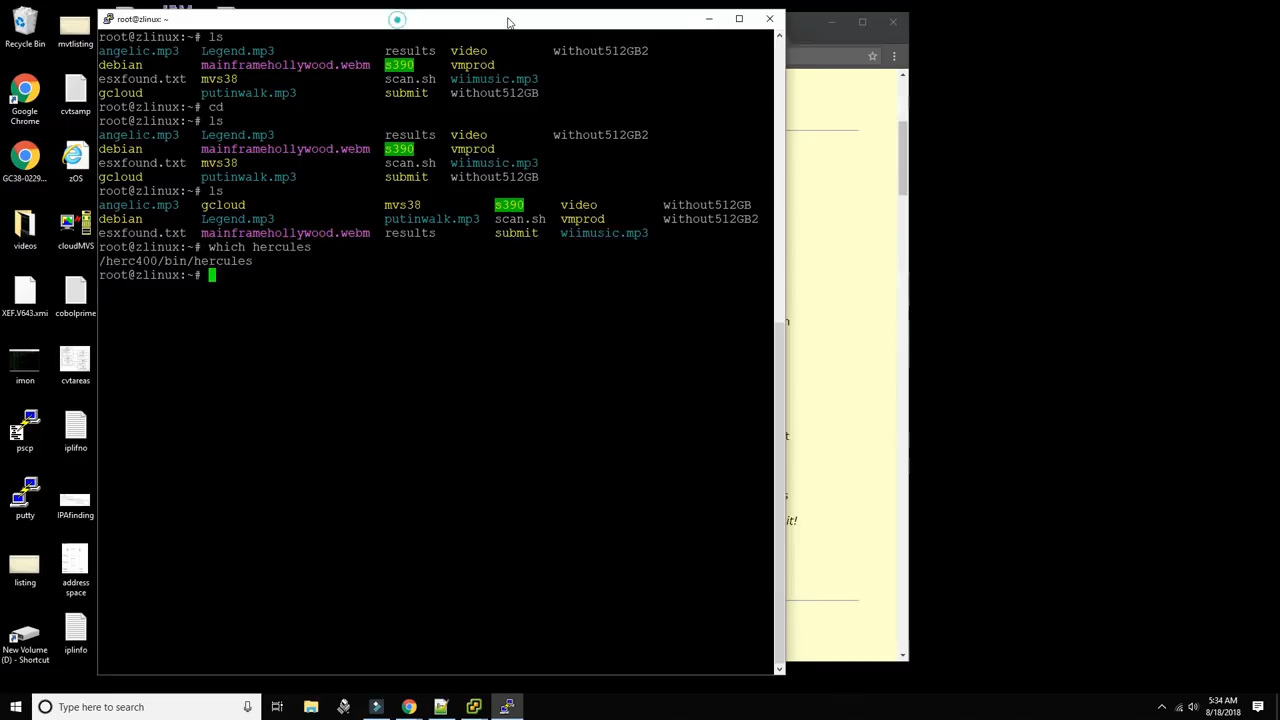 root@zlinux: ~
root@zlinux:~# ls
angelic.mp3 Legend.mp3 results video without512GB2
debian mainframehollywood.webm s390 vmprod
esxfound.txt mvs38 scan.sh wiimusic.mp3
gcloud putinwalk.mp3 submit without512GB
root@zlinux:~# cd
root@zlinux:~# ls
angelic.mp3 Legend.mp3 results video without512GB2
debian mainframehollywood.webm s390 vmprod
esxfound.txt mvs38 scan.sh wiimusic.mp3
gcloud putinwalk.mp3 submit without512GB
root@zlinux:~# ls
angelic.mp3 gcloud mvs38 s390 video without512GB
debian Legend.mp3 putinwalk.mp3 scan.sh vmprod without512GB2
esxfound.txt mainframehollywood.webm results submit wiimusic.mp3
root@zlinux:~# which hercules
/herc400/bin/hercules
root@zlinux:~#
Recycle Bin
mvtlisting
Google
Chrome
cvtsamp
GC38-0229...
zOS
videos
cloudMVS
XEF.V643.xmi
cobolprime
imon
cvtareas
pscp
iplifno
putty
IPAfinding
listing
address
space
New Volume
(D) - Shortcut
iplinfo
n
t
s
it!
Type here to search
5:34 AM
8/18/2018